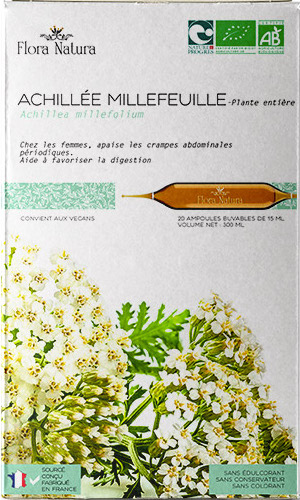 Flora Natura
NATURE & PROGRÈS
AB
ACHILLÉE MILLEFEUILLE-Plante entière
Achillea millefolium
Chez les femmes, apaise les crampes abdominales
périodiques.
Aide à favoriser la digestion
Flora Natura
CONVIENT AUX VEGANS
20 AMPOULES BUVABLES DE 15 ML
VOLUME NET : 300 ML
SOURCÉ
CONÇU
FABRIQUÉ
EN FRANCE
SANS ÉDULCORANT
SANS CONSERVATEUR
SANS COLORANT